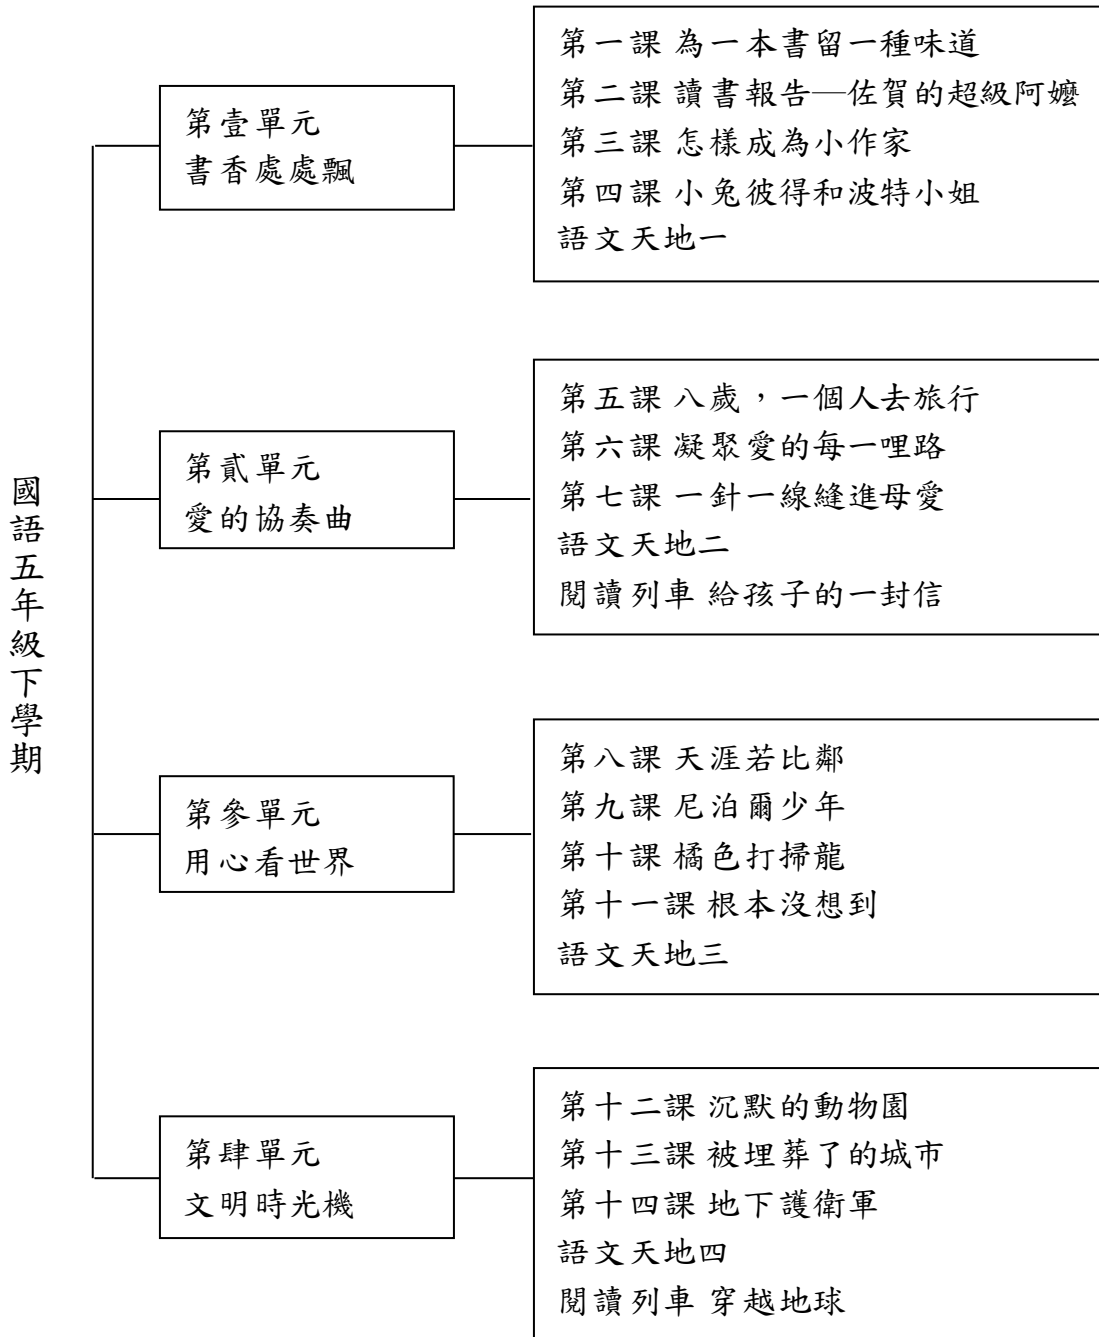 國語五年級下學期
第壹單元
書香處處飄
第一課 為一本書留一種味道
第二課 讀書報告—佐賀的超級阿嬤
第三課 怎樣成為小作家
第四課 小兔彼得和波特小姐
語文天地一
第貳單元
愛的協奏曲
第五課 八歲，一個人去旅行
第六課 凝聚愛的每一哩路
第七課 一針一線縫進母愛
語文天地二
閱讀列車 給孩子的一封信
第參單元
用心看世界
第八課 天涯若比鄰
第九課 尼泊爾少年
第十課 橘色打掃龍
第十一課 根本沒想到
語文天地三
第肆單元
文明時光機
第十二課 沉默的動物園
第十三課 被埋葬了的城市
第十四課 地下護衛軍
語文天地四
閱讀列車 穿越地球